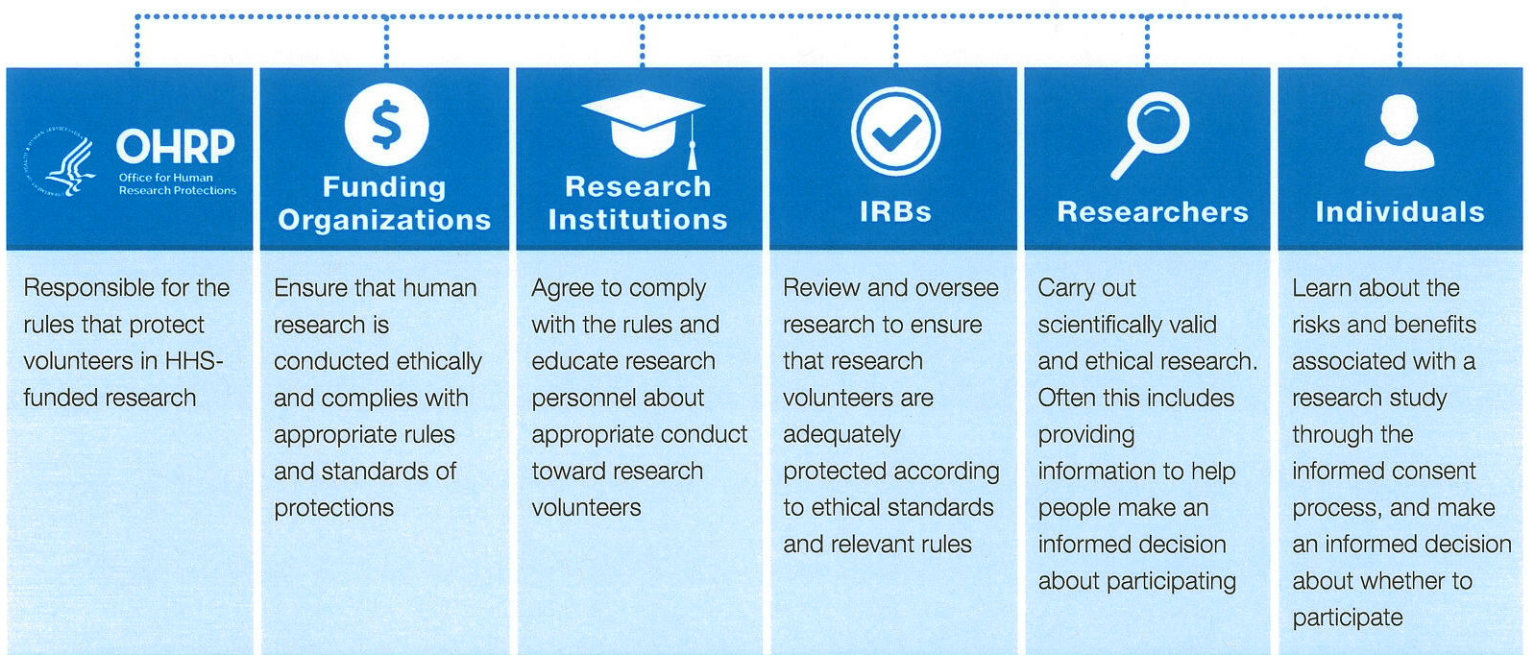 OHRP
Office for Human
Research Protections
Responsible for the
rules that protect
volunteers in HHS-
funded research
$
Funding
Organizations
Ensure that human
research is
conducted ethically
and complies with
appropriate rules
and standards of
protections
Research
Institutions
Agree to comply
with the rules and
educate research
personnel about
appropriate conduct
toward research
volunteers
IRBs
Review and oversee
research to ensure
that research
volunteers are
adequately
protected according
to ethical standards
and relevant rules
Researchers
Carry out
scientifically valid
and ethical research.
Often this includes
providing
information to help
people make an
informed decision
about participating
Individuals
Learn about the
risks and benefits
associated with a
research study
through the
informed consent
process, and make
an informed decision
about whether to
participate